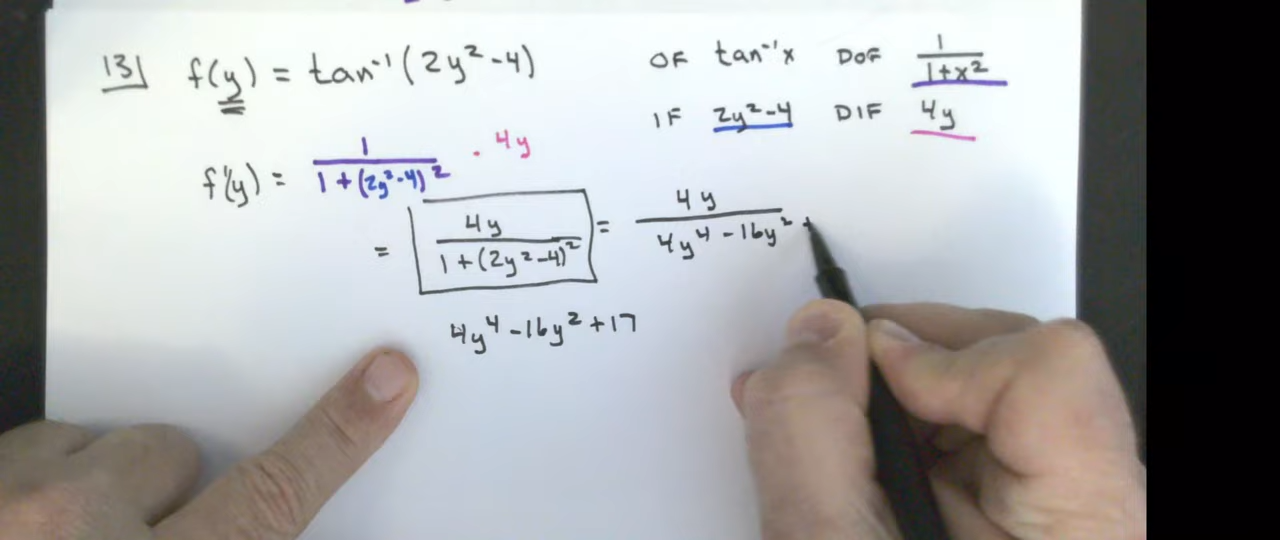 13| f(y) = tan⁻¹(2y² - 4)
OF tan⁻¹x DOF 1/(1+x²)
IF 2y²-4 DIF 4y
f'(y) = 1/(1+(2y²-4)²) · 4y
= 4y/(1+(2y²-4)²) = 4y/(4y⁴ - 16y² +
4y⁴ - 16y² + 17